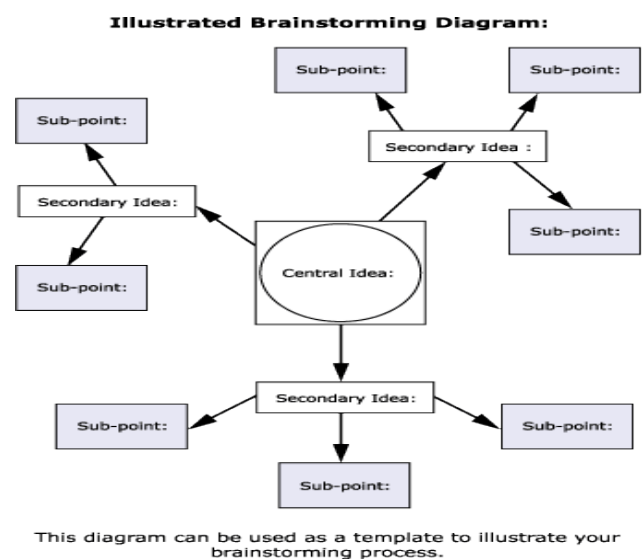 Illustrated Brainstorming Diagram:
Sub-point:
Sub-point:
Sub-point:
Secondary Idea :
Secondary Idea:
Sub-point:
Central Idea:
Sub-point:
Secondary Idea:
Sub-point:
Sub-point:
Sub-point:
This diagram can be used as a template to illustrate your
brainstorming process.